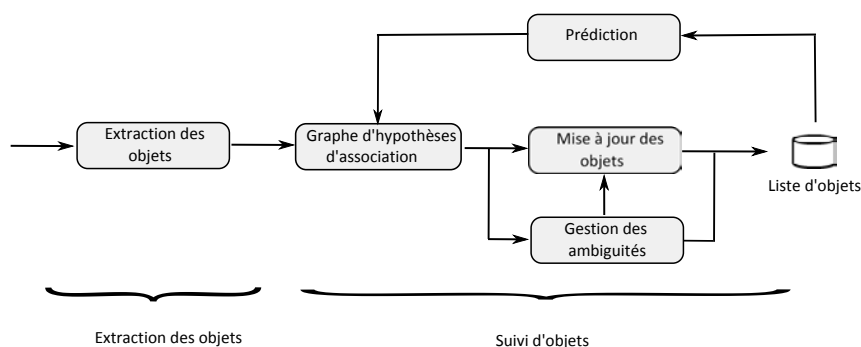 Prédiction
Extraction des
objets
Graphe d'hypothèses
d'association
Mise à jour des
objets
Liste d'objets
Gestion des
ambiguités
Extraction des objets
Suivi d'objets